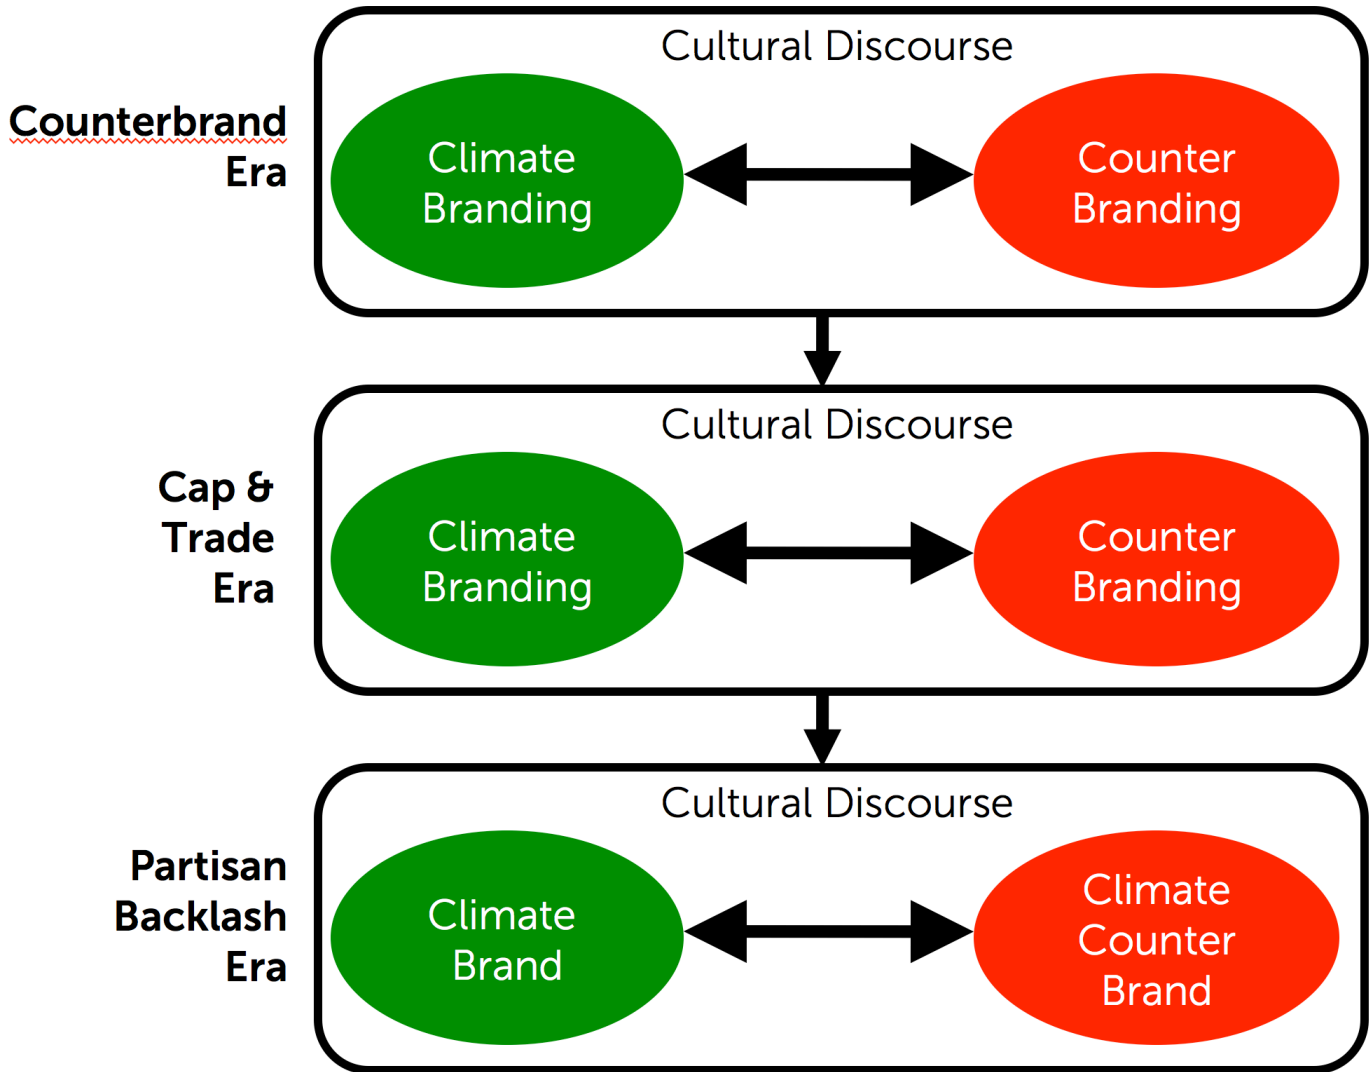 Cultural Discourse
Counterbrand
Era
Climate
Branding
Counter
Branding
Cultural Discourse
Cap &
Trade
Era
Climate
Branding
Counter
Branding
Cultural Discourse
Partisan
Backlash
Era
Climate
Brand
Climate
Counter
Brand